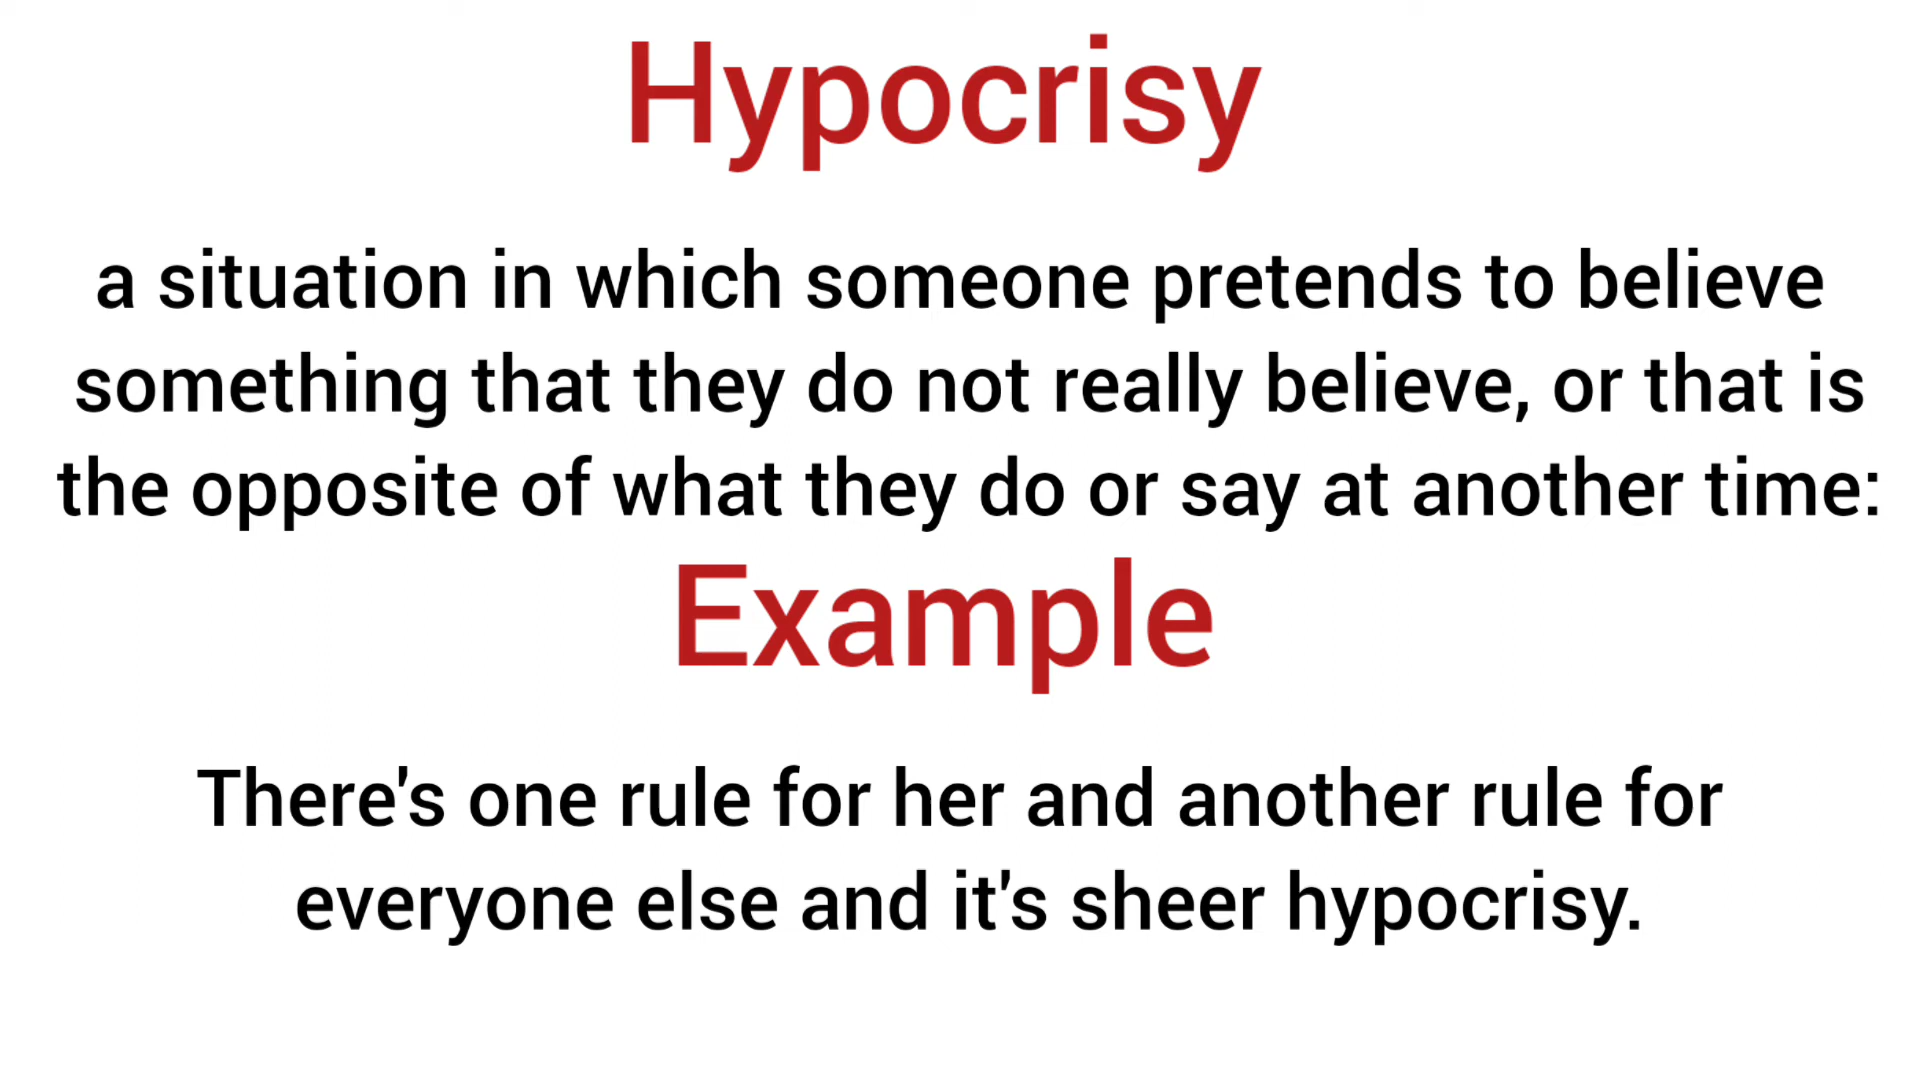 Hypocrisy
a situation in which someone pretends to believe
something that they do not really believe, or that is
the opposite of what they do or say at another time:
Example
There's one rule for her and another rule for
everyone else and it's sheer hypocrisy.